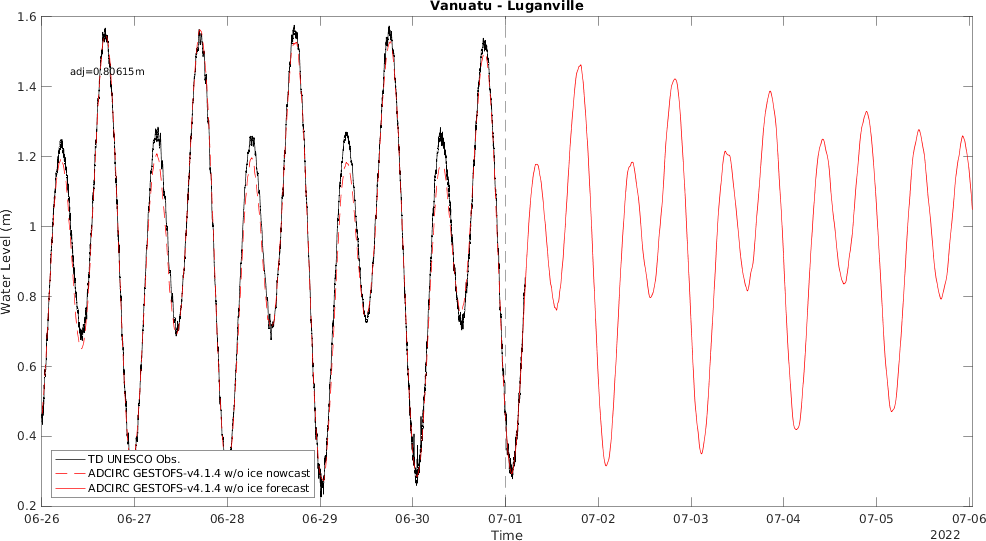 Vanuatu - Luganville
1.6
1.4
1.2
1
0.8
0.6
0.4
0.2
Water Level (m)
adj=0.80615m
TD UNESCO Obs.
ADCIRC GESTOFS-v4.1.4 w/o ice nowcast
ADCIRC GESTOFS-v4.1.4 w/o ice forecast
06-26 06-27 06-28 06-29 06-30 07-01 07-02 07-03 07-04 07-05 07-06
Time
2022